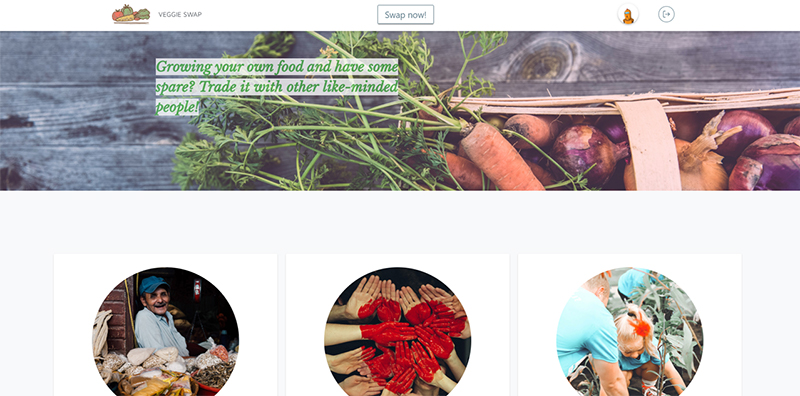 VEGGIE SWAP
Swap now!
Growing your own food and have some
spare? Trade it with other like-minded
people!